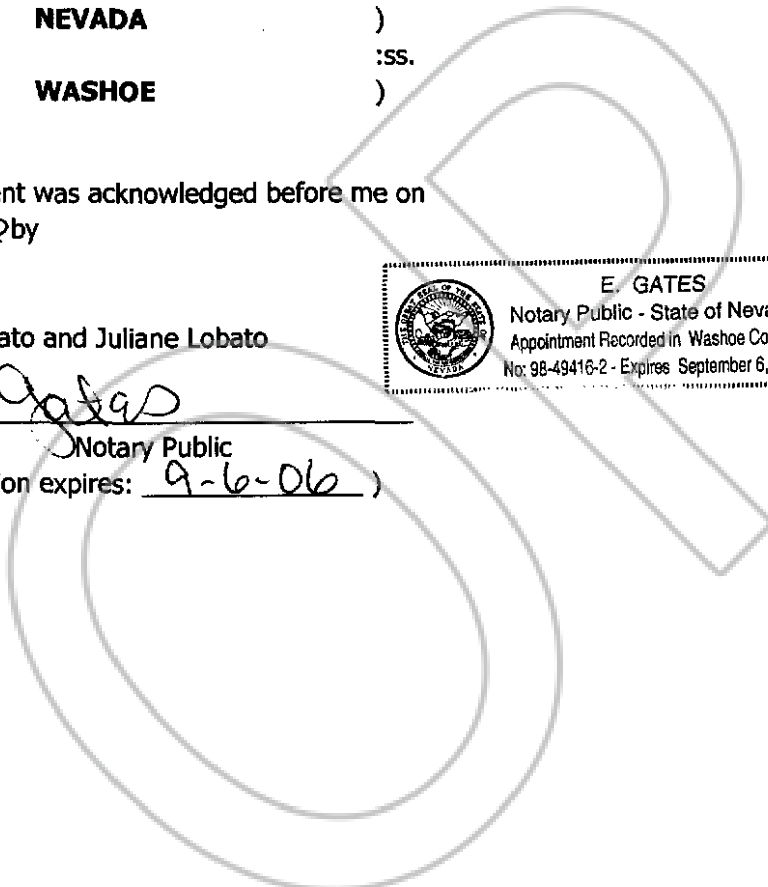 NEVADA )
:ss.
WASHOE )
ent was acknowledged before me on
by
ato and Juliane Lobato
E. GATES
Notary Public - State of Neva
Appointment Recorded in Washoe Co
No: 98-49416-2 - Expires September 6,
Gates
Notary Public
on expires: 9-6-06 )